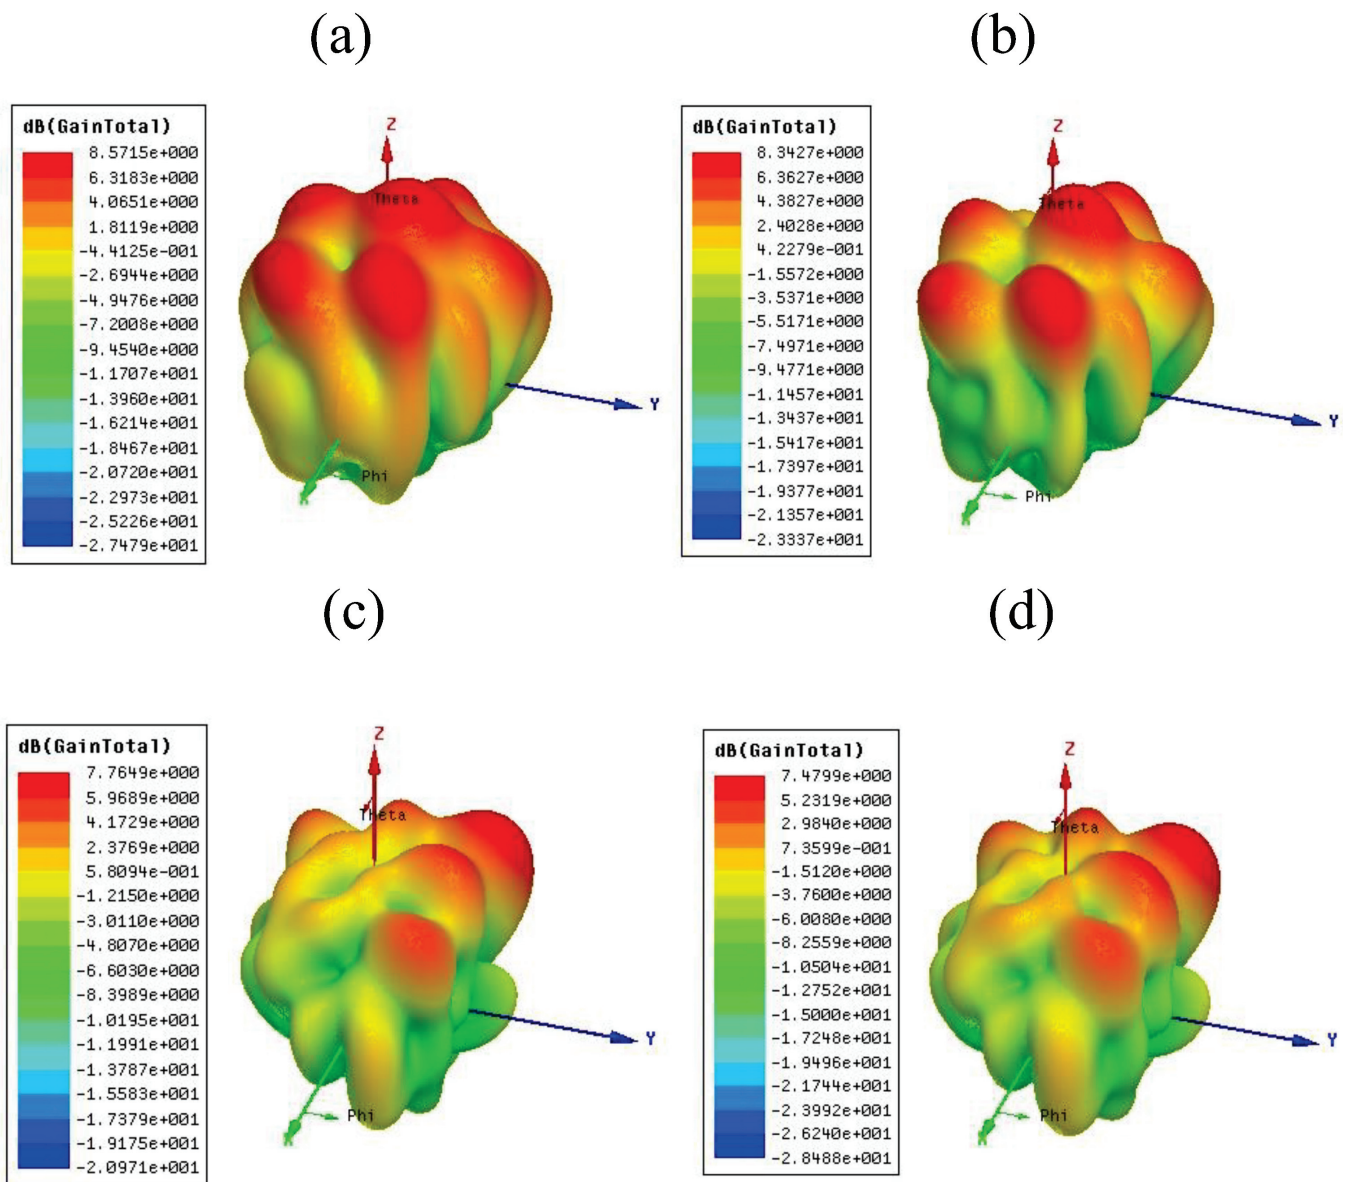 (a)
dB(GainTotal)
8.5715e+000
6.3183e+000
4.0651e+000
1.8119e+000
-4.4125e-001
-2.6944e+000
-4.9476e+000
-7.2008e+000
-9.4540e+000
-1.1707e+001
-1.3960e+001
-1.6214e+001
-1.8467e+001
-2.0720e+001
-2.2973e+001
-2.5226e+001
-2.7479e+001
Z
Theta
Y
Phi
X
(b)
dB(GainTotal)
8.3427e+000
6.3627e+000
4.3827e+000
2.4028e+000
4.2279e-001
-1.5572e+000
-3.5371e+000
-5.5171e+000
-7.4971e+000
-9.4771e+000
-1.1457e+001
-1.3437e+001
-1.5417e+001
-1.7397e+001
-1.9377e+001
-2.1357e+001
-2.3337e+001
Z
Theta
Y
Phi
X
(c)
dB(GainTotal)
7.7649e+000
5.9689e+000
4.1729e+000
2.3769e+000
5.8094e-001
-1.2150e+000
-3.0110e+000
-4.8070e+000
-6.6030e+000
-8.3989e+000
-1.0195e+001
-1.1991e+001
-1.3787e+001
-1.5583e+001
-1.7379e+001
-1.9175e+001
-2.0971e+001
Z
Theta
Y
Phi
X
(d)
dB(GainTotal)
7.4799e+000
5.2319e+000
2.9840e+000
7.3599e-001
-1.5120e+000
-3.7600e+000
-6.0080e+000
-8.2559e+000
-1.0504e+001
-1.2752e+001
-1.5000e+001
-1.7248e+001
-1.9496e+001
-2.1744e+001
-2.3992e+001
-2.6240e+001
-2.8488e+001
Z
Theta
Y
Phi
X